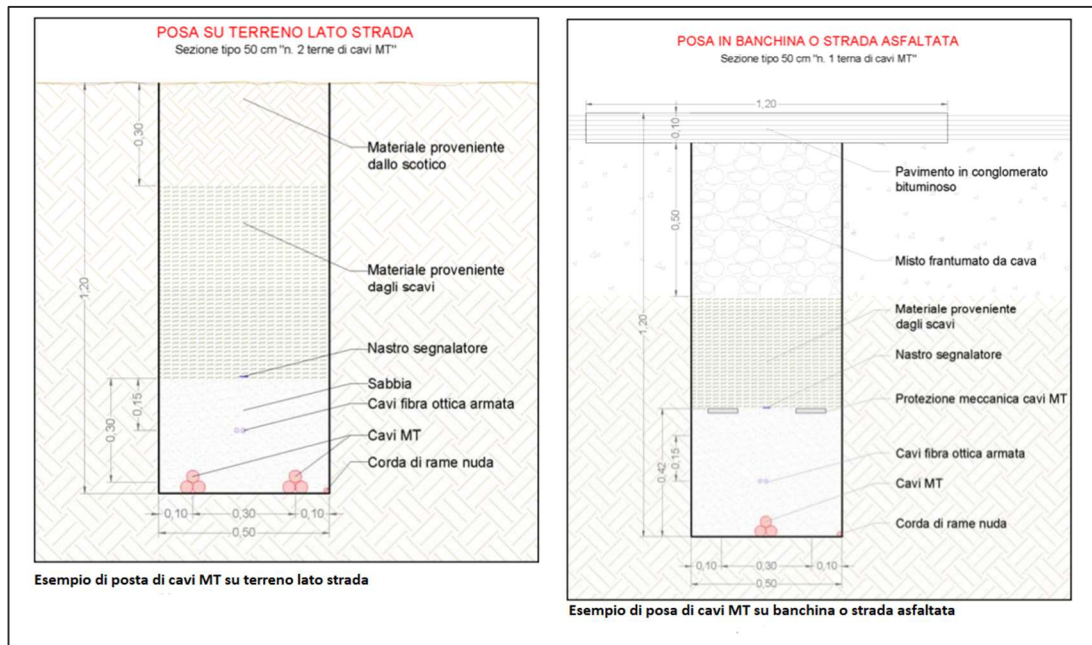 POSA SU TERRENO LATO STRADA
Sezione tipo 50 cm "n. 2 terne di cavi MT"
0,30
1,20
Materiale proveniente
dallo scotico
Materiale proveniente
dagli scavi
Nastro segnalatore
Sabbia
Cavi fibra ottica armata
Cavi MT
Corda di rame nuda
0,30
0,15
0,10
0,30
0,10
0,50
Esempio di posta di cavi MT su terreno lato strada
POSA IN BANCHINA O STRADA ASFALTATA
Sezione tipo 50 cm "n. 1 terna di cavi MT"
1,20
0,10
0,50
1,20
Pavimento in conglomerato
bituminoso
Misto frantumato da cava
Materiale proveniente
dagli scavi
Nastro segnalatore
Protezione meccanica cavi MT
Cavi fibra ottica armata
Cavi MT
Corda di rame nuda
0,42
0,15
0,10
0,30
0,10
0,50
Esempio di posa di cavi MT su banchina o strada asfaltata